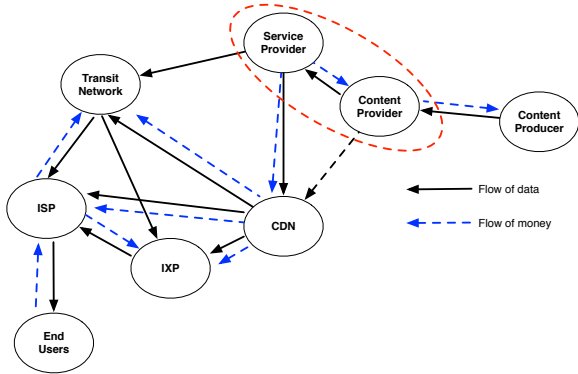 Service
Provider
Transit
Network
Content
Provider
Content
Producer
Flow of data
ISP
CDN
Flow of money
IXP
End
Users